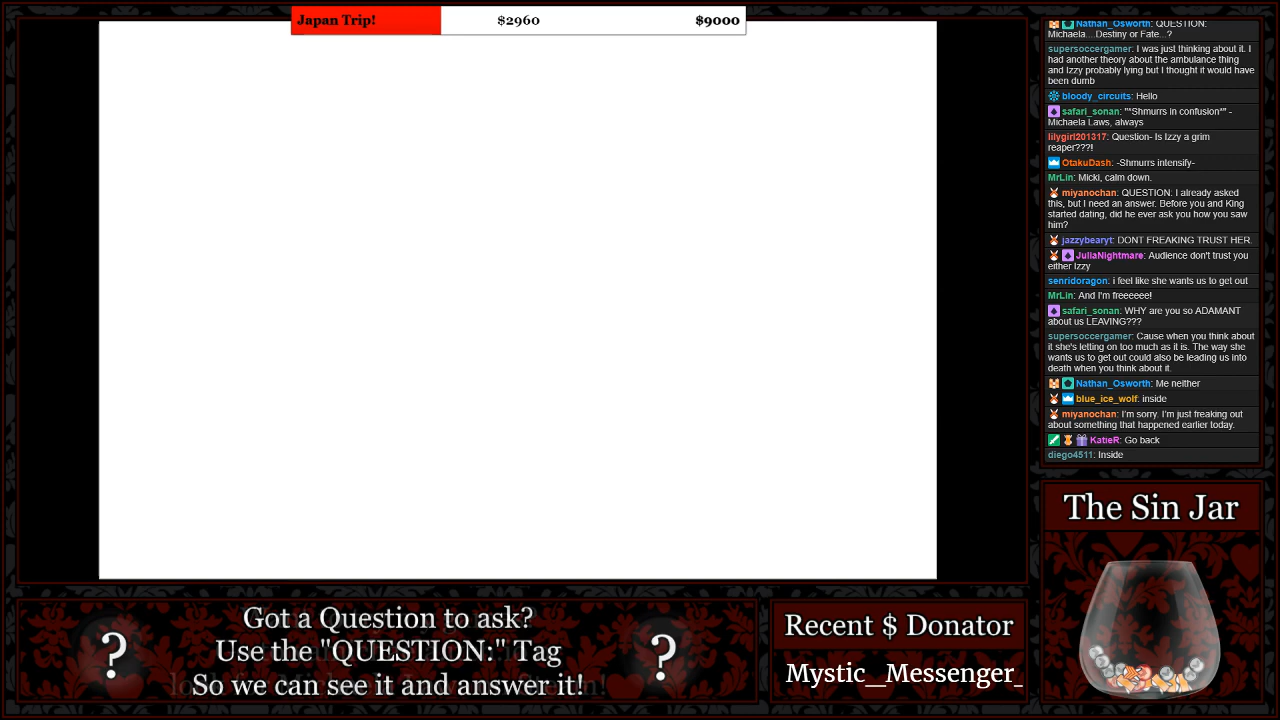 Japan Trip! $2960 $9000
Nathan_Osworth: QUESTION:
Michaela....Destiny or Fate...?
supersoccergamer: I was just thinking about it. I
had another theory about the ambulance thing
and Izzy probably lying but I thought it would have
been dumb
bloody_circuits: Hello
safari_sonan: "*Shmurrs in confusion*" -
Michaela Laws, always
lilygirl201317: Question- Is Izzy a grim
reaper???!
OtakuDash: -Shmurrs intensify-
MrLin: Micki, calm down.
miyanochan: QUESTION: I already asked
this, but I need an answer. Before you and King
started dating, did he ever ask you how you saw
him?
jazzybearyt: DONT FREAKING TRUST HER.
JuliaNightmare: Audience don't trust you
either Izzy
senridoragon: i feel like she wants us to get out
MrLin: And I'm freeeeee!
safari_sonan: WHY are you so ADAMANT
about us LEAVING???
supersoccergamer: Cause when you think about
it she's letting on too much as it is. The way she
wants us to get out could also be leading us into
death when you think about it.
Nathan_Osworth: Me neither
blue_ice_wolf: inside
miyanochan: I'm sorry. I'm just freaking out
about something that happened earlier today.
KatieR: Go back
diego4511: Inside
The Sin Jar
Got a Question to ask?
Use the "QUESTION:" Tag
So we can see it and answer it!
? ?
Recent $ Donator
Mystic_Messenger_